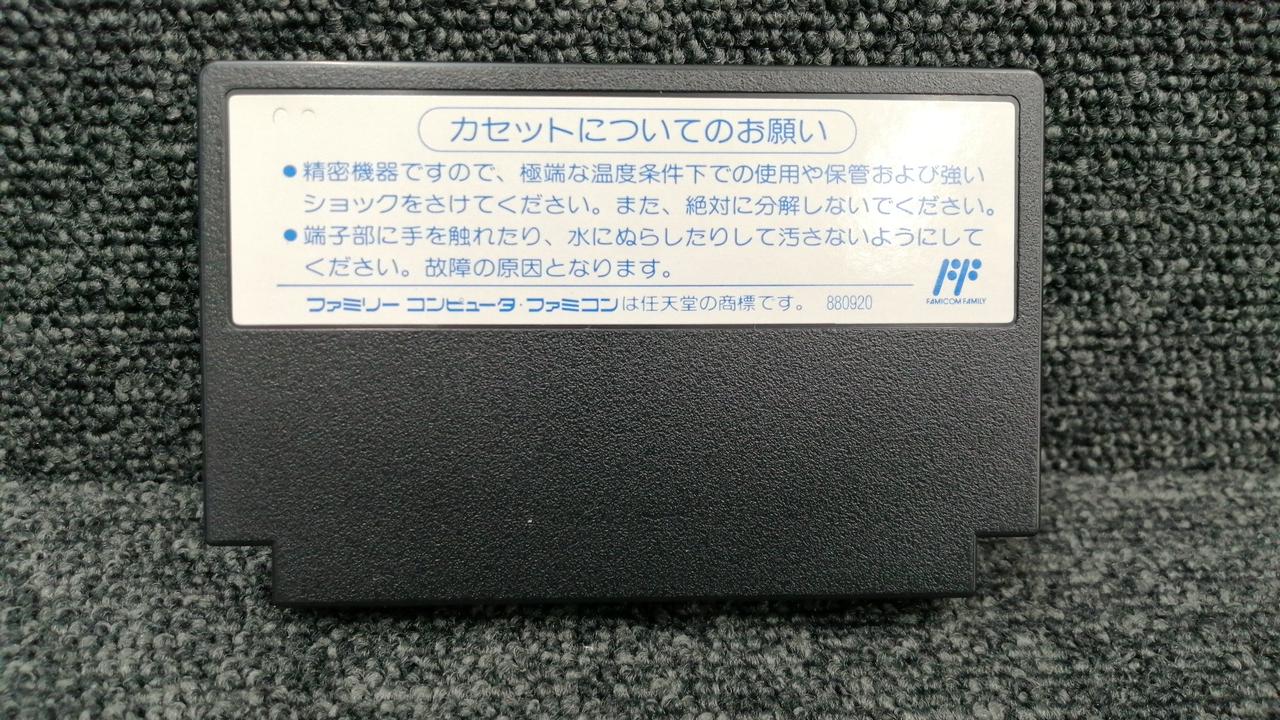 カセットについてのお願い
●精密機器ですので、極端な温度条件下での使用や保管および強い
ショックをさけてください。また、絶対に分解しないでください。
●端子部に手を触れたり、水にぬらしたりして汚さないようにして
ください。故障の原因となります。
FAMICOM FAMILY
ファミリー コンピュータ・ファミコンは任天堂の商標です。 880920